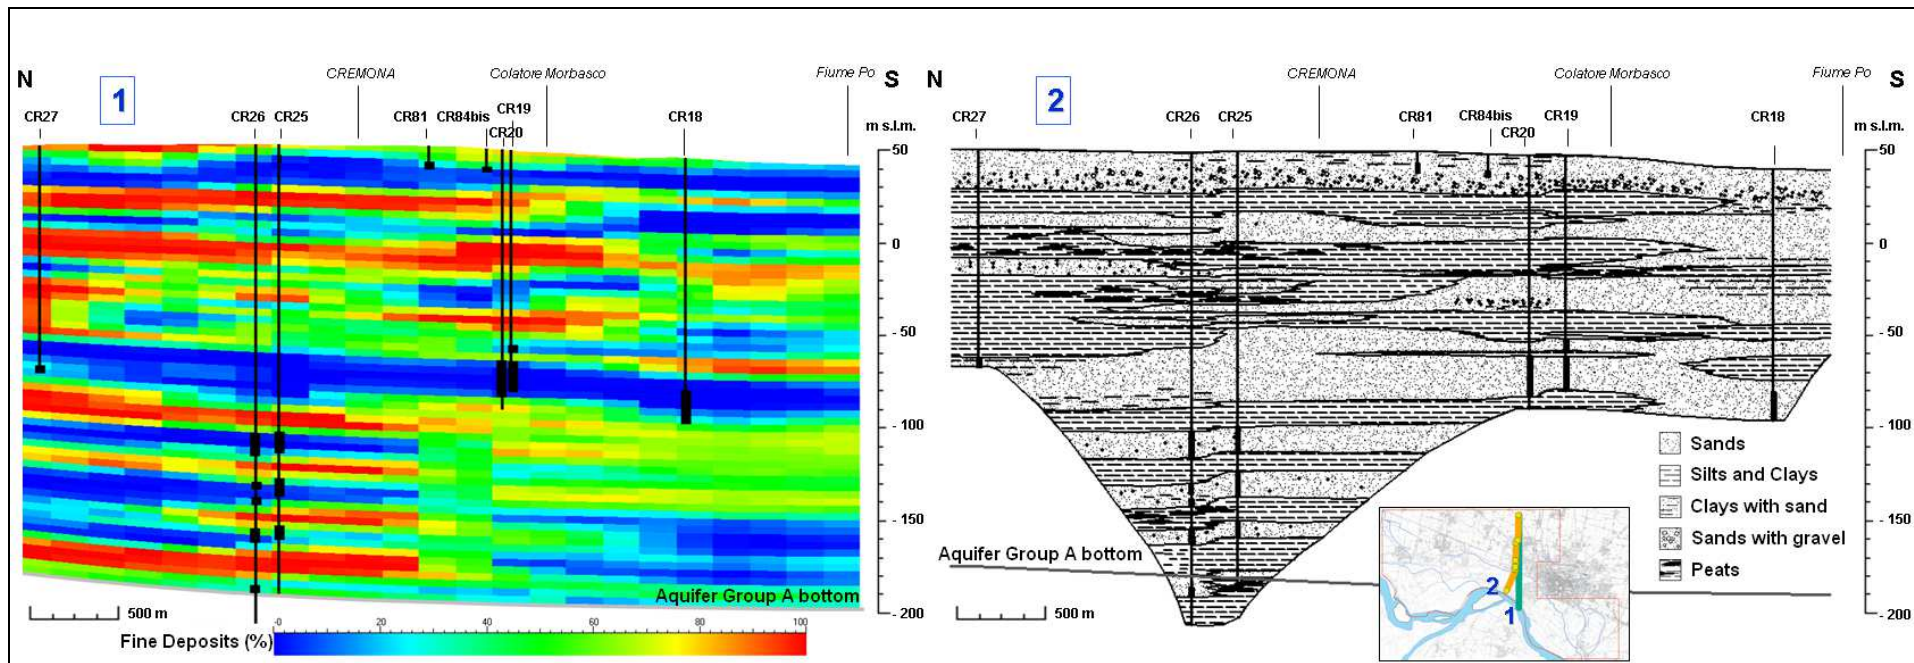 N
1
CREMONA
Colatore Morbasco
Fiume Po
S
CR27
CR26
CR25
CR81
CR84bis
CR19
CR20
CR18
m s.l.m.
50
0
- 50
- 100
- 150
- 200
Aquifer Group A bottom
500 m
Fine Deposits (%)
0
20
40
60
80
100
N
2
CREMONA
Colatore Morbasco
Fiume Po
S
CR27
CR26
CR25
CR81
CR84bis
CR20
CR19
CR18
m s.l.m.
50
0
- 50
- 100
- 150
- 200
Sands
Silts and Clays
Clays with sand
Sands with gravel
Peats
Aquifer Group A bottom
500 m
2
1